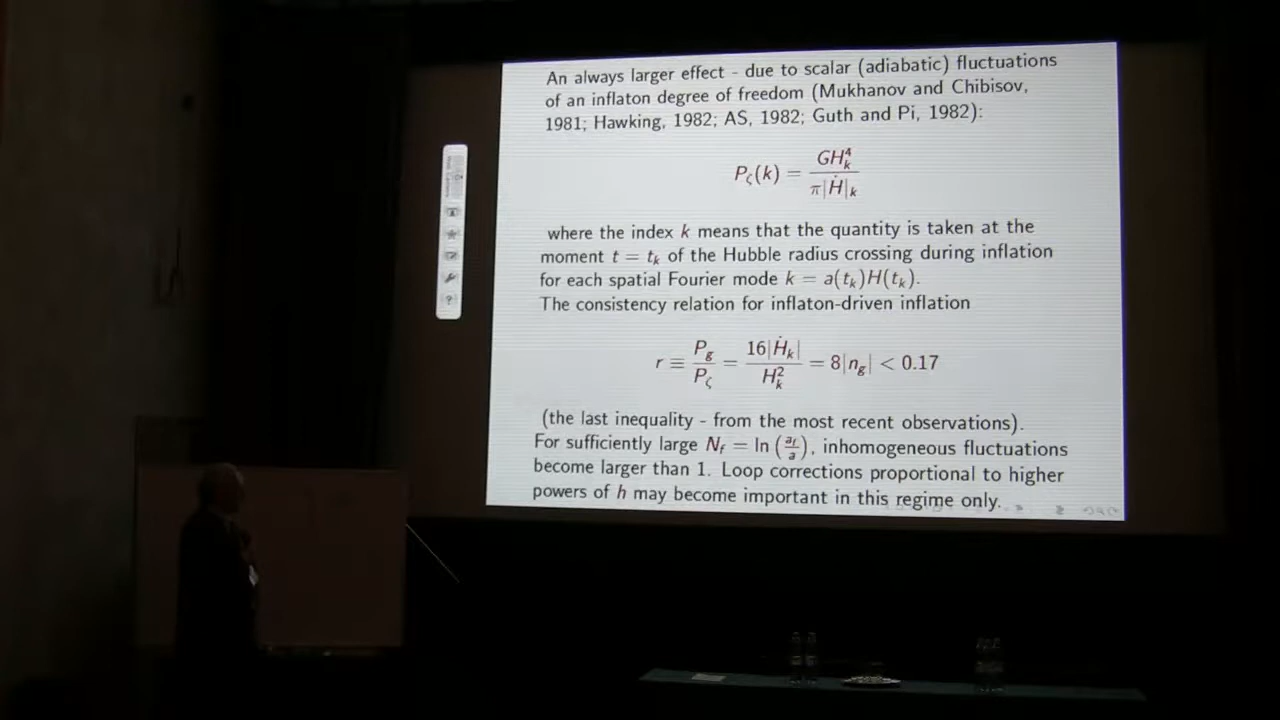 An always larger effect - due to scalar (adiabatic) fluctuations
of an inflaton degree of freedom (Mukhanov and Chibisov,
1981; Hawking, 1982; AS, 1982; Guth and Pi, 1982):
P_ζ(k) = GH_k^4 / π|Ḣ|_k
where the index k means that the quantity is taken at the
moment t = t_k of the Hubble radius crossing during inflation
for each spatial Fourier mode k = a(t_k)H(t_k).
The consistency relation for inflaton-driven inflation
r ≡ P_g / P_ζ = 16|Ḣ_k| / H_k^2 = 8|n_g| < 0.17
(the last inequality - from the most recent observations).
For sufficiently large N_f = ln (a_f / a), inhomogeneous fluctuations
become larger than 1. Loop corrections proportional to higher
powers of h may become important in this regime only.